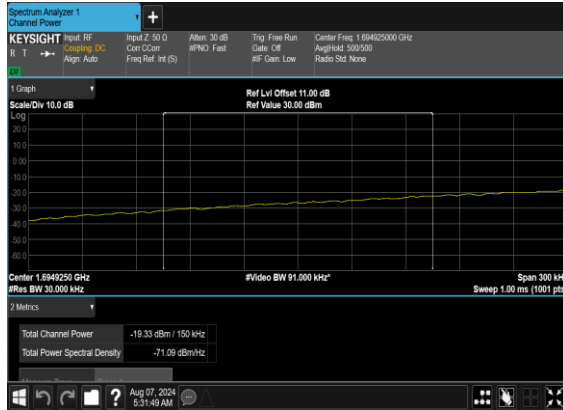 Spectrum Analyzer 1
Channel Power
+
KEYSIGHT Input: RF Input Z: 50 Ω Atten: 30 dB Trig: Free Run Center Freq: 1.694925000 GHz
R T Coupling: DC Corr CCorr #PNO: Fast Gate: Off Avg|Hold: 500/500
Align: Auto Freq Ref: Int (S) #IF Gain: Low Radio Std: None
1 Graph
Ref Lvl Offset 11.00 dB
Scale/Div 10.0 dB Ref Value 30.00 dBm
Log
20.0
10.0
0.00
-10.0
-20.0
-30.0
-40.0
-50.0
-60.0
Center 1.6949250 GHz #Video BW 91.000 kHz* Span 300 kH
#Res BW 30.000 kHz Sweep 1.00 ms (1001 pts
2 Metrics
Total Channel Power -19.33 dBm / 150 kHz
Total Power Spectral Density -71.09 dBm/Hz
? Aug 07, 2024
5:31:49 AM